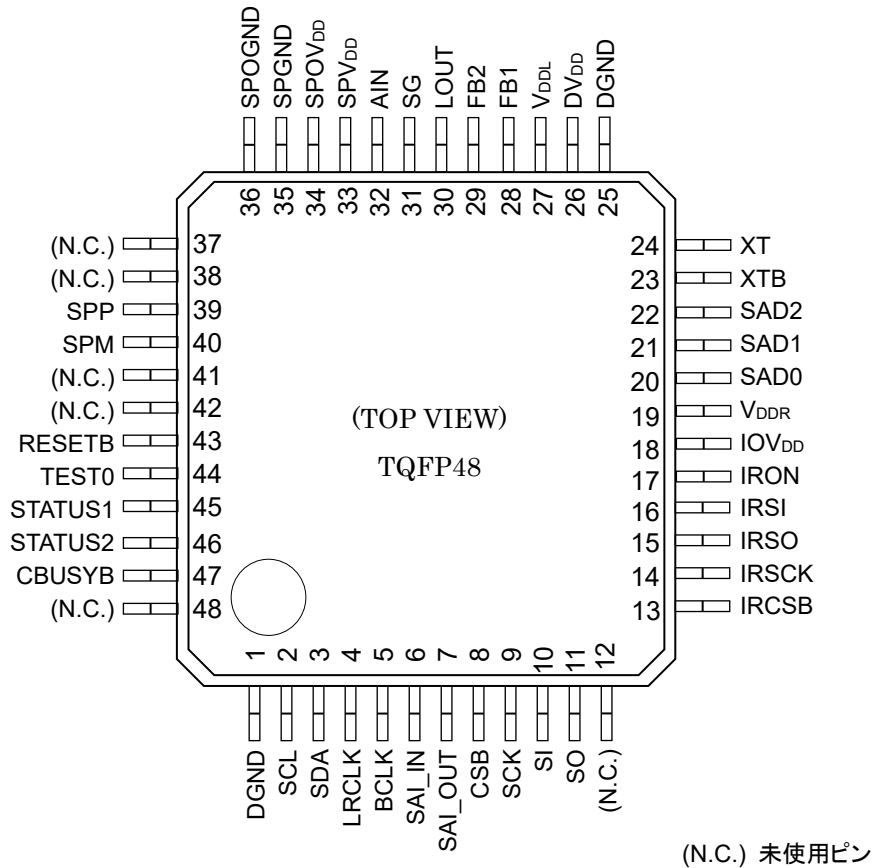 SPOGND
SPGND
SPOVDD
SPVDD
AIN
SG
LOUT
FB2
FB1
VDDL
DVDD
DGND
36
35
34
33
32
31
30
29
28
27
26
25
(N.C.) 37
(N.C.) 38
SPP 39
SPM 40
(N.C.) 41
(N.C.) 42
RESETB 43
TEST0 44
STATUS1 45
STATUS2 46
CBUSYB 47
(N.C.) 48
(TOP VIEW)
TQFP48
24 XT
23 XTB
22 SAD2
21 SAD1
20 SAD0
19 VDDR
18 IOVDD
17 IRON
16 IRSI
15 IRSO
14 IRSCK
13 IRCSB
1
2
3
4
5
6
7
8
9
10
11
12
DGND
SCL
SDA
LRCLK
BCLK
SAI_IN
SAI_OUT
CSB
SCK
SI
SO
(N.C.)
(N.C.) 未使用ピン